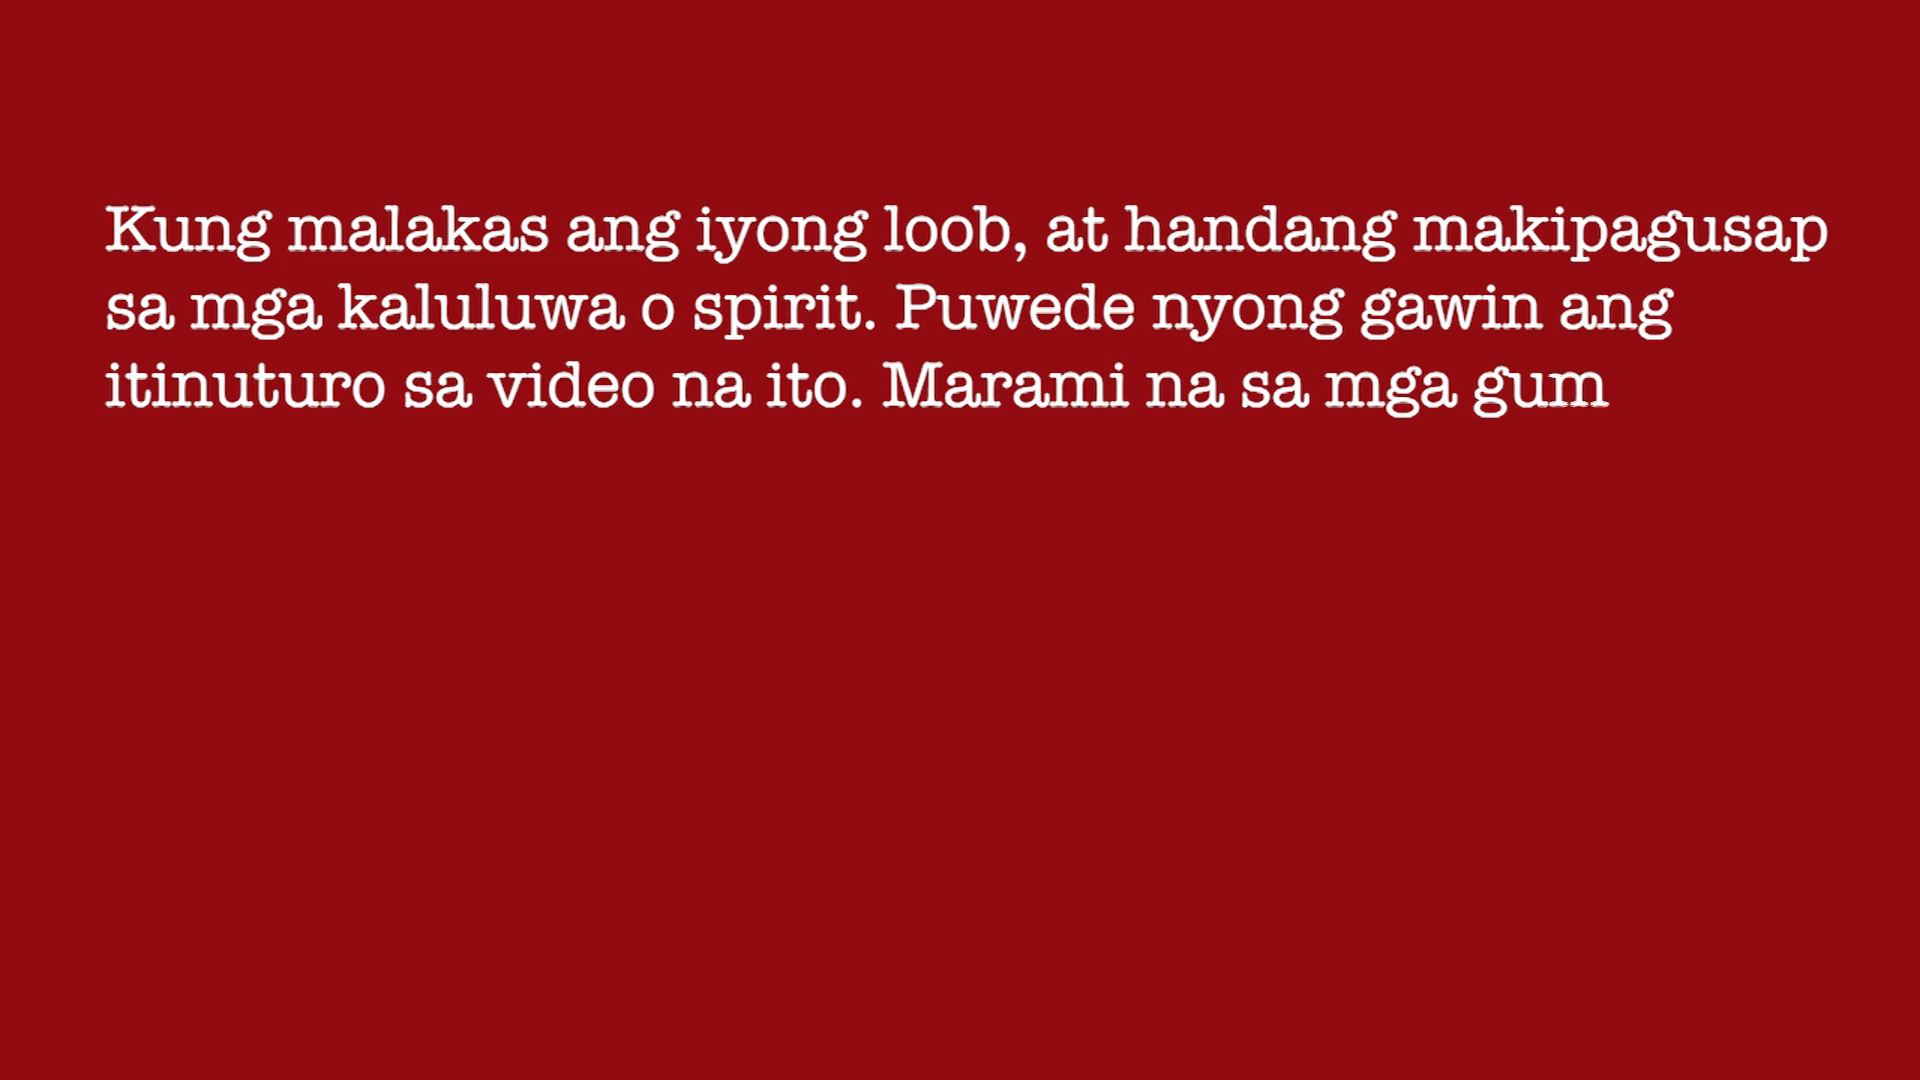 Kung malakas ang iyong loob, at handang makipagusap
sa mga kaluluwa o spirit. Puwede nyong gawin ang
itinuturo sa video na ito. Marami na sa mga gum